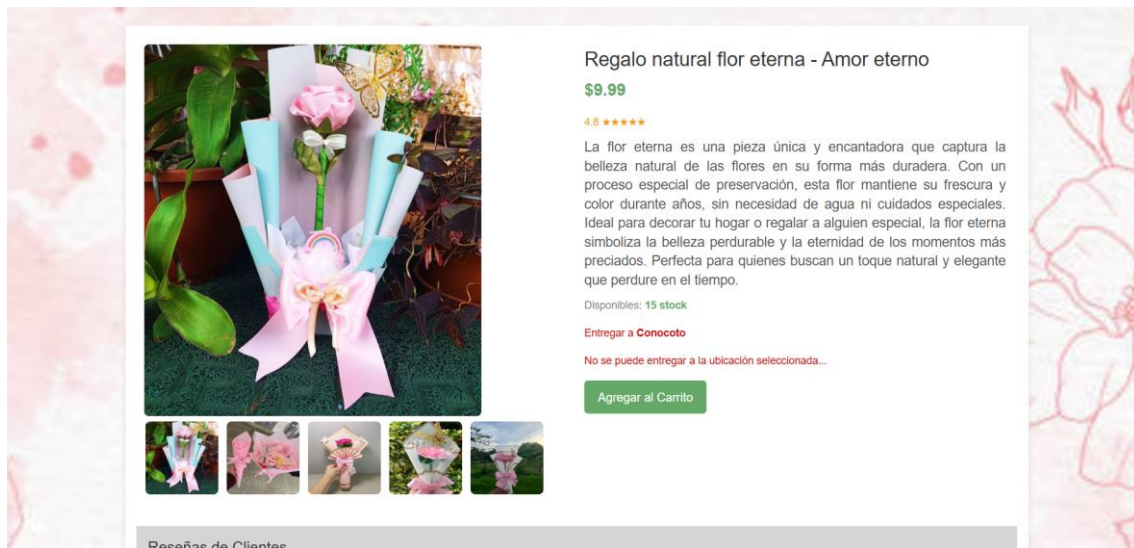 Regalo natural flor eterna - Amor eterno
$9.99
4.8 ★★★★★
La flor eterna es una pieza única y encantadora que captura la
belleza natural de las flores en su forma más duradera. Con un
proceso especial de preservación, esta flor mantiene su frescura y
color durante años, sin necesidad de agua ni cuidados especiales.
Ideal para decorar tu hogar o regalar a alguien especial, la flor eterna
simboliza la belleza perdurable y la eternidad de los momentos más
preciados. Perfecta para quienes buscan un toque natural y elegante
que perdure en el tiempo.
Disponibles: 15 stock
Entregar a Conocoto
No se puede entregar a la ubicación seleccionada...
Agregar al Carrito
Reseñas de Clientes